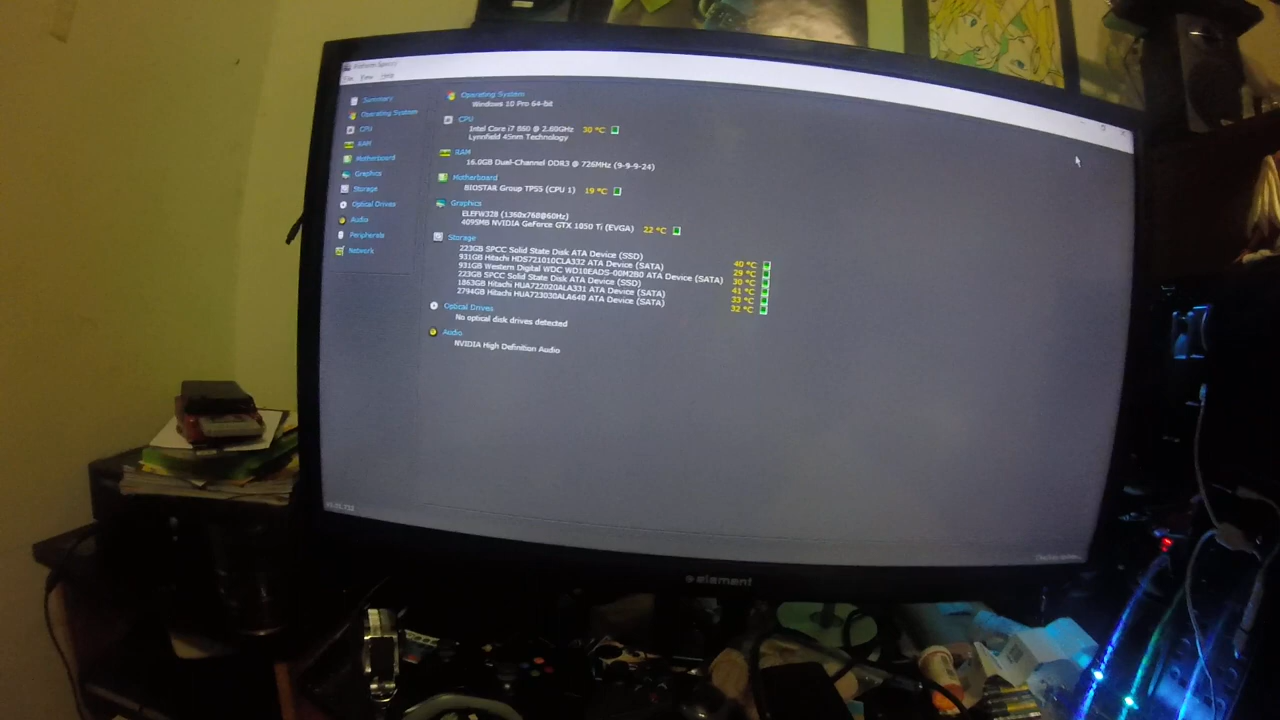 Piriform Speccy
File View Help
Summary
Operating System
CPU
RAM
Motherboard
Graphics
Storage
Optical Drives
Audio
Peripherals
Network
Operating System
Windows 10 Pro 64-bit
CPU
Intel Core i7 860 @ 2.80GHz 30 °C
Lynnfield 45nm Technology
RAM
16.0GB Dual-Channel DDR3 @ 726MHz (9-9-9-24)
Motherboard
BIOSTAR Group TP55 (CPU 1) 19 °C
Graphics
ELEFW328 (1360x768@60Hz)
4095MB NVIDIA GeForce GTX 1050 Ti (EVGA) 22 °C
Storage
223GB SPCC Solid State Disk ATA Device (SSD) 40 °C
931GB Hitachi HDS721010CLA332 ATA Device (SATA) 29 °C
931GB Western Digital WDC WD10EADS-00M2B0 ATA Device (SATA) 30 °C
223GB SPCC Solid State Disk ATA Device (SSD) 41 °C
1863GB Hitachi HUA722020ALA331 ATA Device (SATA) 33 °C
2794GB Hitachi HUA723030ALA640 ATA Device (SATA) 32 °C
Optical Drives
No optical disk drives detected
Audio
NVIDIA High Definition Audio
element